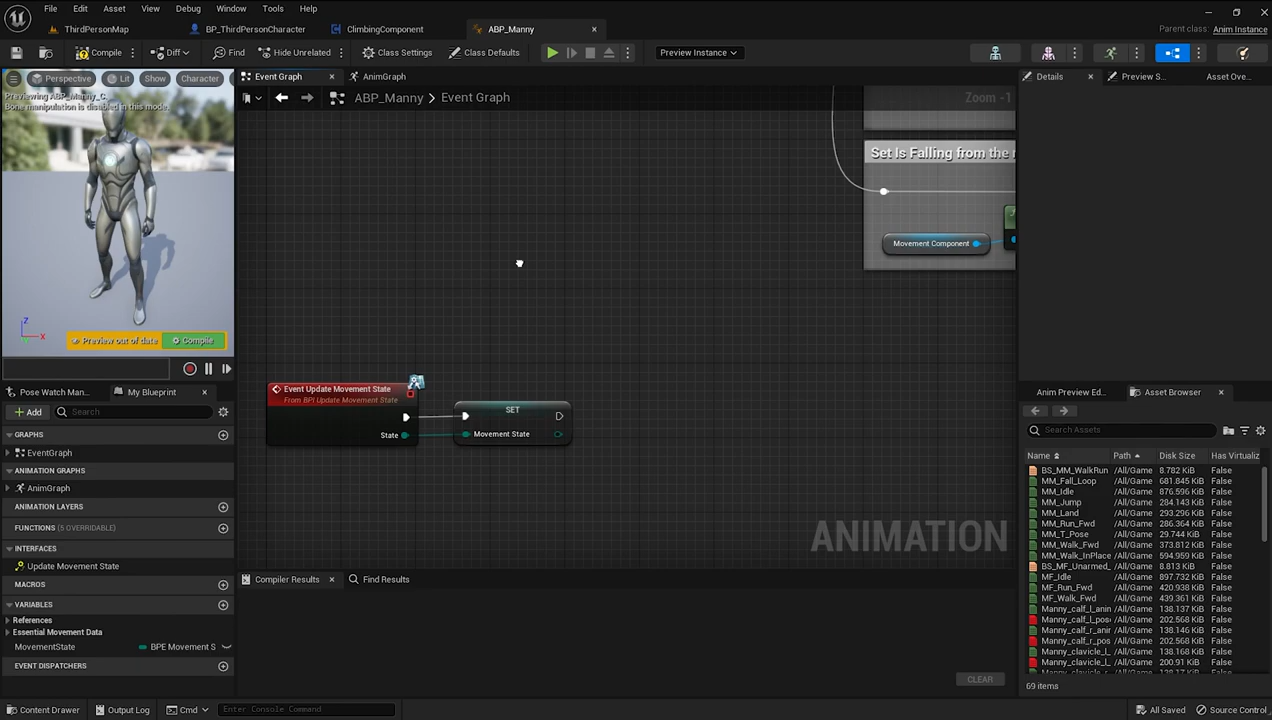 File Edit Asset View Debug Window Tools Help
ThirdPersonMap BP_ThirdPersonCharacter ClimbingComponent ABP_Manny Parent class: Anim Instance
Compile Diff Find Hide Unrelated Class Settings Class Defaults Preview Instance
Perspective Lit Show Character
Previewing ABP_Manny_C.
Bone manipulation is disabled in this mode.
Preview out of date Compile
Event Graph AnimGraph
ABP_Manny > Event Graph Zoom -1
Set Is Falling from the
Movement Component
Event Update Movement State
From BPI Update Movement State
State
SET
Movement State
ANIMATION
Details Preview S... Asset Ove...
Pose Watch Man... My Blueprint
Add Search
GRAPHS
EventGraph
ANIMATION GRAPHS
AnimGraph
ANIMATION LAYERS
FUNCTIONS (5 OVERRIDABLE)
INTERFACES
Update Movement State
MACROS
VARIABLES
References
Essential Movement Data
MovementState BPE Movement S
EVENT DISPATCHERS
Compiler Results Find Results
CLEAR
Anim Preview Ed... Asset Browser
Search Assets
Name Path Disk Size Has Virtualiz
BS_MM_WalkRun /All/Game 8.782 KiB False
MM_Fall_Loop /All/Game 681.845 KiB False
MM_Idle /All/Game 876.596 KiB False
MM_Jump /All/Game 284.143 KiB False
MM_Land /All/Game 293.296 KiB False
MM_Run_Fwd /All/Game 286.364 KiB False
MM_T_Pose /All/Game 29.744 KiB False
MM_Walk_Fwd /All/Game 373.812 KiB False
MM_Walk_InPlace /All/Game 594.959 KiB False
BS_MF_Unarmed_ /All/Game 8.813 KiB False
MF_Idle /All/Game 897.732 KiB False
MF_Run_Fwd /All/Game 420.938 KiB False
MF_Walk_Fwd /All/Game 439.361 KiB False
Manny_calf_l_anin /All/Game 138.137 KiB False
Manny_calf_l_pose /All/Game 202.568 KiB False
Manny_calf_r_anir /All/Game 138.146 KiB False
Manny_calf_r_pos /All/Game 202.568 KiB False
Manny_clavicle_l_ /All/Game 138.168 KiB False
Manny_clavicle_l_ /All/Game 200.91 KiB False
69 items
Content Drawer Output Log Cmd Enter Console Command All Saved Source Control